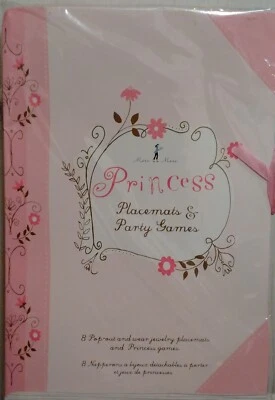 Princess
Placemats &
Party Games
8 Pop-out and wear jewelry placemats
and Princess games
8 Napperons à bijoux détachables à porter
et jeux de princesses